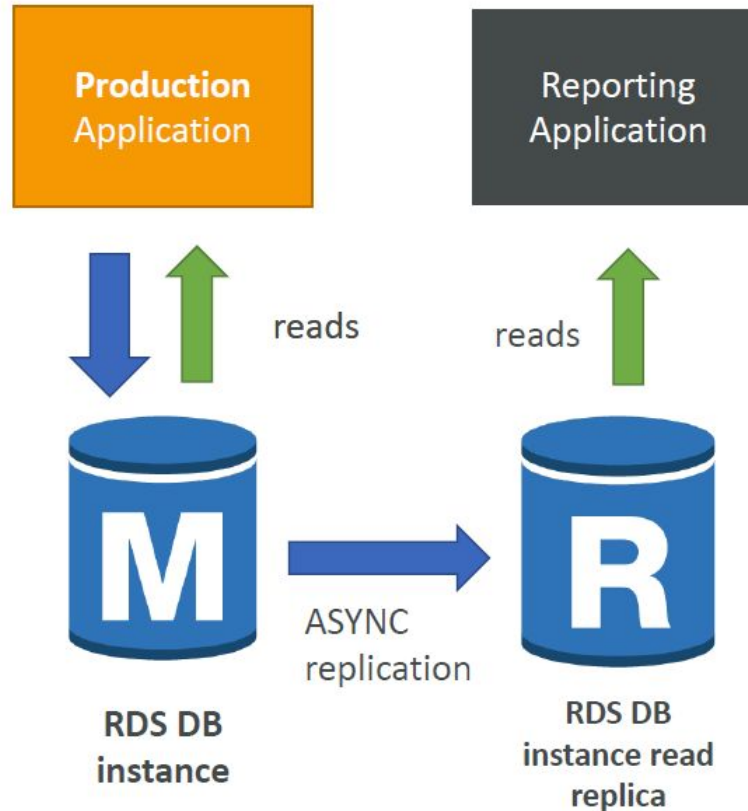 Production
Application
Reporting
Application
reads
reads
M
R
ASYNC
replication
RDS DB
instance
RDS DB
instance read
replica